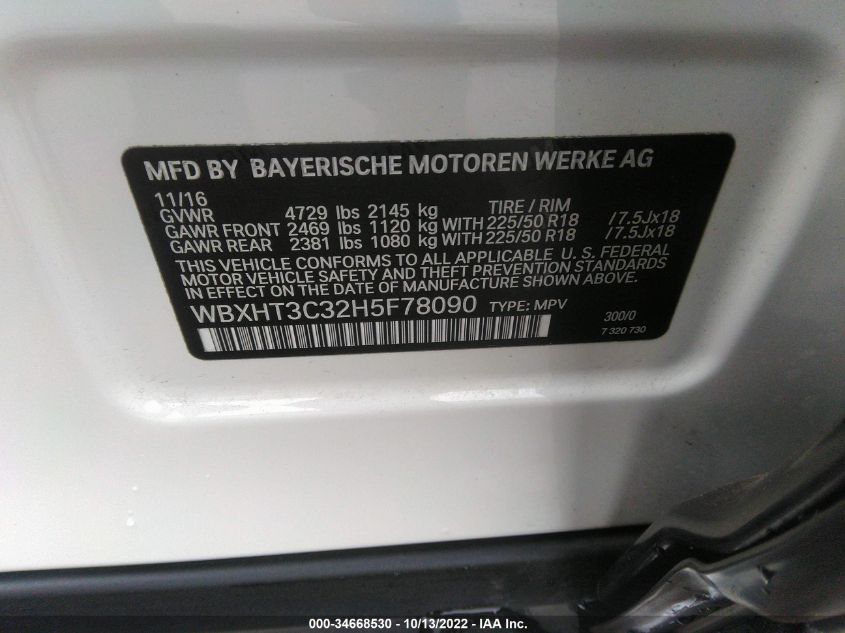 MFD BY BAYERISCHE MOTOREN WERKE AG
11/16 TIRE / RIM
GVWR 4729 lbs 2145 kg
GAWR FRONT 2469 lbs 1120 kg WITH 225/50 R18 /7.5Jx18
GAWR REAR 2381 lbs 1080 kg WITH 225/50 R18 /7.5Jx18
THIS VEHICLE CONFORMS TO ALL APPLICABLE U. S. FEDERAL
MOTOR VEHICLE SAFETY AND THEFT PREVENTION STANDARDS
IN EFFECT ON THE DATE OF MANUFACTURE SHOWN ABOVE.
WBXHT3C32H5F78090 TYPE: MPV 300/0
7 320 730
000-34668530 - 10/13/2022 - IAA Inc.